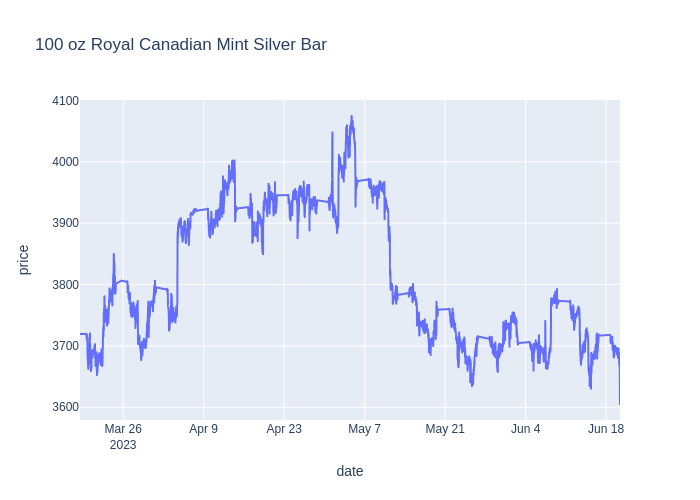 100 oz Royal Canadian Mint Silver Bar
4100
4000
3900
3800
3700
3600
price
Mar 26
2023
Apr 9
Apr 23
May 7
May 21
Jun 4
Jun 18
date